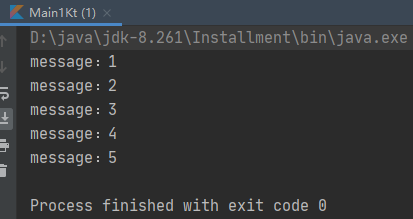 Main1Kt (1)
D:\java\jdk-8.261\Installment\bin\java.exe
message：1
message：2
message：3
message：4
message：5
Process finished with exit code 0